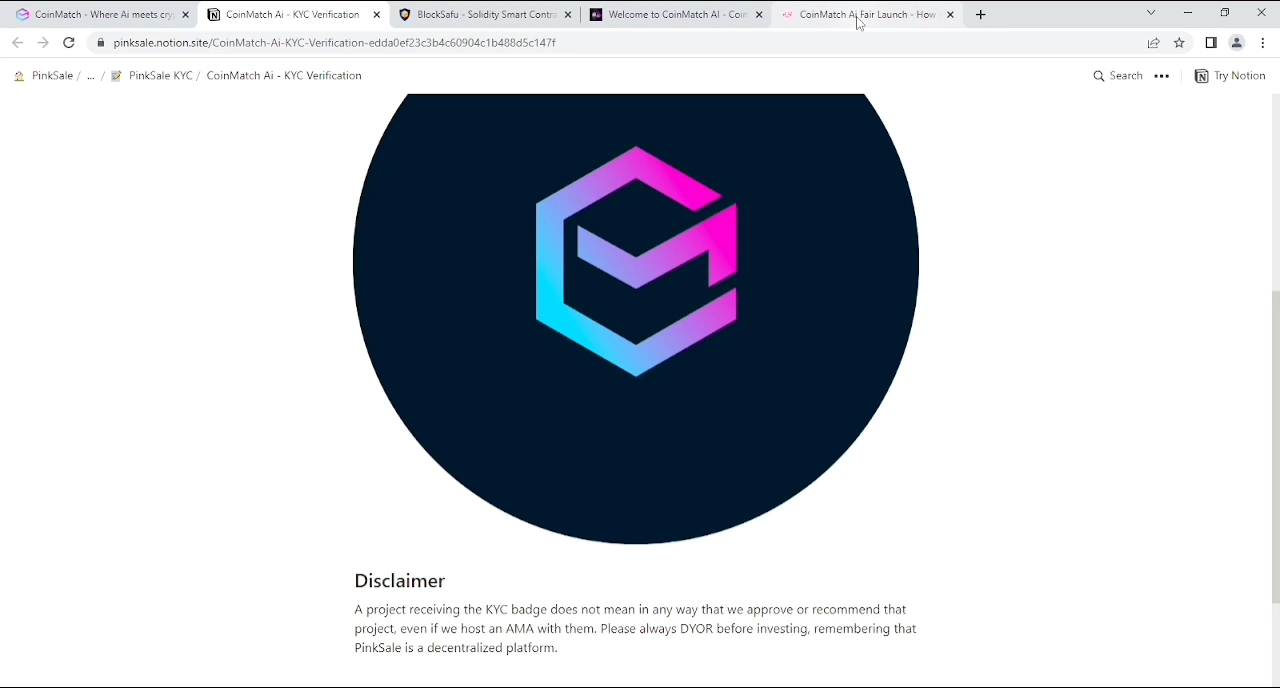 CoinMatch - Where Ai meets cry
CoinMatch Ai - KYC Verification
BlockSafu - Solidity Smart Contra
Welcome to CoinMatch AI - Coin
CoinMatch Ai Fair Launch - How
pinksale.notion.site/CoinMatch-Ai-KYC-Verification-edda0ef23c3b4c60904c1b488d5c147f
PinkSale / ... / PinkSale KYC / CoinMatch Ai - KYC Verification
Search
Try Notion
Disclaimer
A project receiving the KYC badge does not mean in any way that we approve or recommend that
project, even if we host an AMA with them. Please always DYOR before investing, remembering that
PinkSale is a decentralized platform.